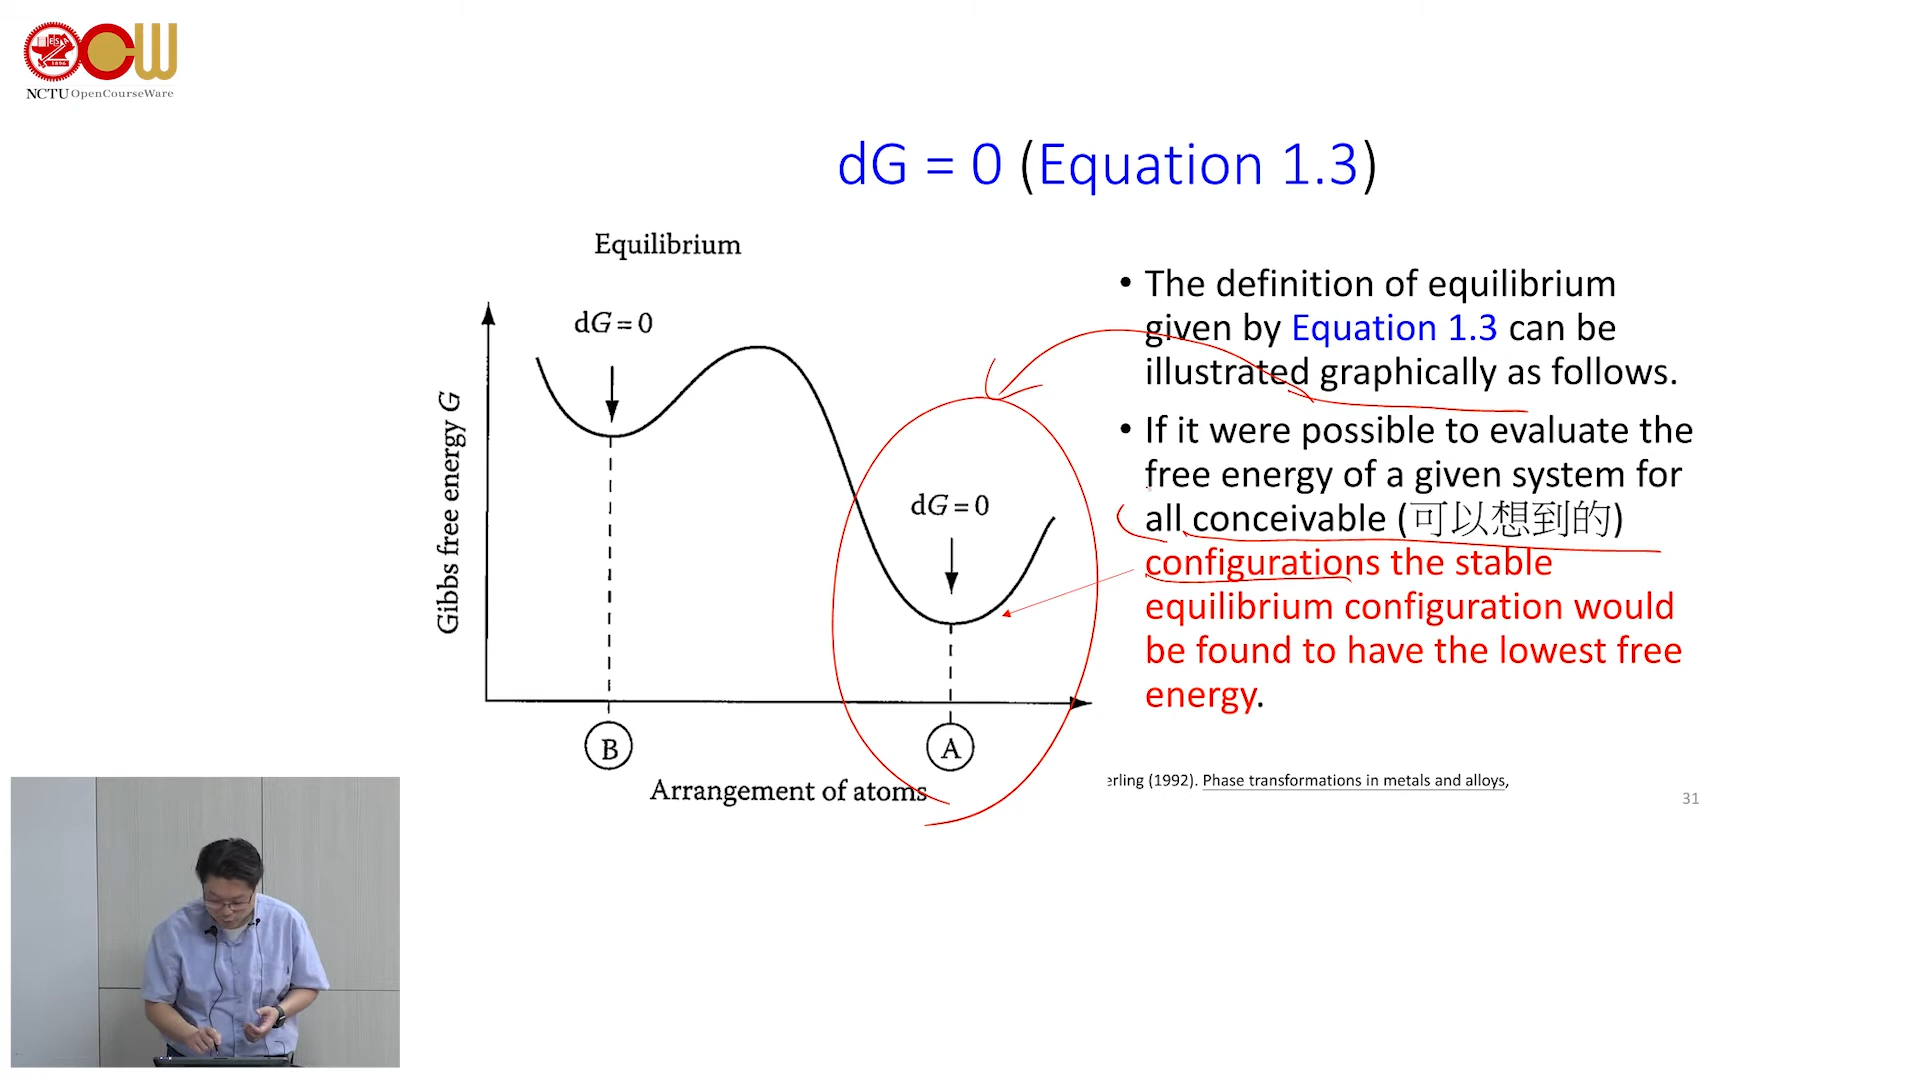 NCTU OpenCourseWare
dG = 0 (Equation 1.3)
Equilibrium
dG = 0
dG = 0
Gibbs free energy G
B
A
Arrangement of atoms
• The definition of equilibrium
given by Equation 1.3 can be
illustrated graphically as follows.
• If it were possible to evaluate the
free energy of a given system for
all conceivable (可以想到的)
configurations the stable
equilibrium configuration would
be found to have the lowest free
energy.
erling (1992). Phase transformations in metals and alloys,
31